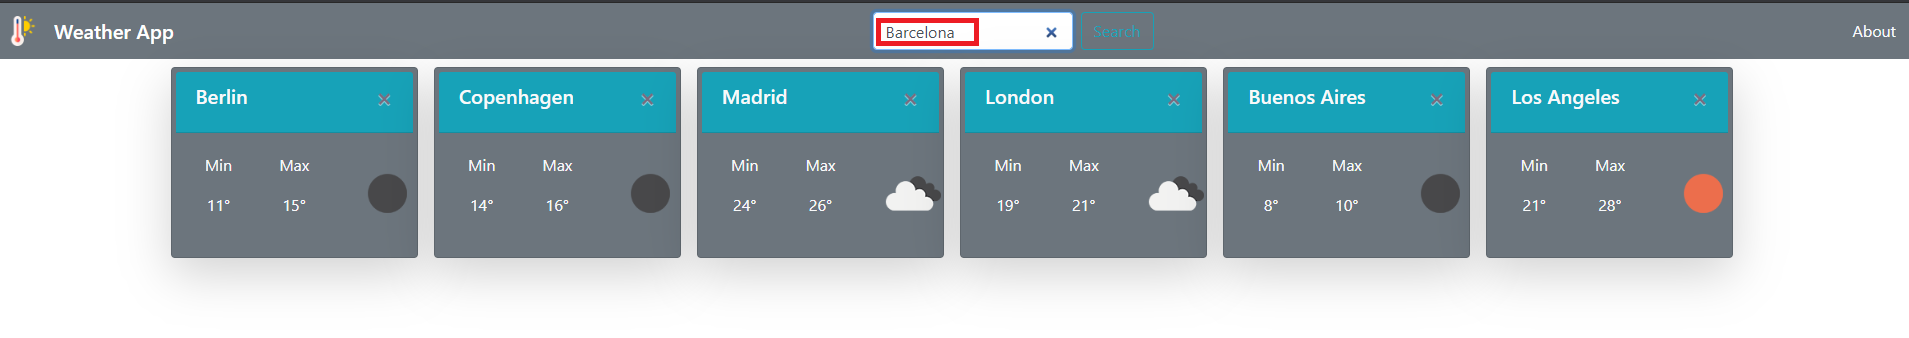 Weather App
Barcelona
Search
About
Berlin
Copenhagen
Madrid
London
Buenos Aires
Los Angeles
Min Max
11° 15°
Min Max
14° 16°
Min Max
24° 26°
Min Max
19° 21°
Min Max
8° 10°
Min Max
21° 28°